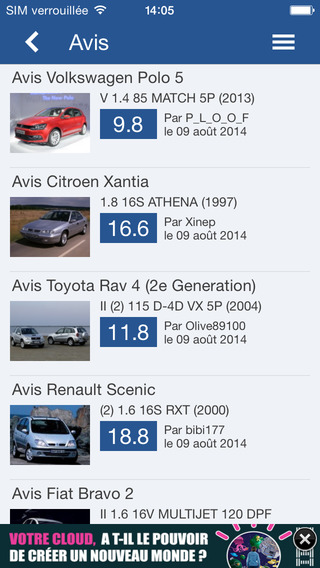 SIM verrouillée 14:05
Avis
Avis Volkswagen Polo 5
V 1.4 85 MATCH 5P (2013)
9.8
Par P_L_O_O_F
le 09 août 2014
Avis Citroen Xantia
1.8 16S ATHENA (1997)
16.6
Par Xinep
le 09 août 2014
Avis Toyota Rav 4 (2e Generation)
II (2) 115 D-4D VX 5P (2004)
11.8
Par Olive89100
le 09 août 2014
Avis Renault Scenic
(2) 1.6 16S RXT (2000)
18.8
Par bibi177
le 09 août 2014
Avis Fiat Bravo 2
II 1.6 16V MULTIJET 120 DPF
VOTRE CLOUD, A T-IL LE POUVOIR
DE CRÉER UN NOUVEAU MONDE ?